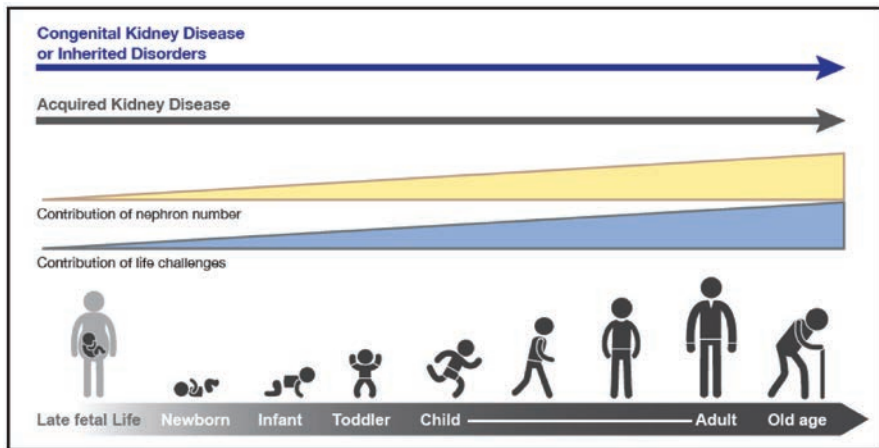 Congenital Kidney Disease
or Inherited Disorders
Acquired Kidney Disease
Contribution of nephron number
Contribution of life challenges
Late fetal Life Newborn Infant Toddler Child Adult Old age